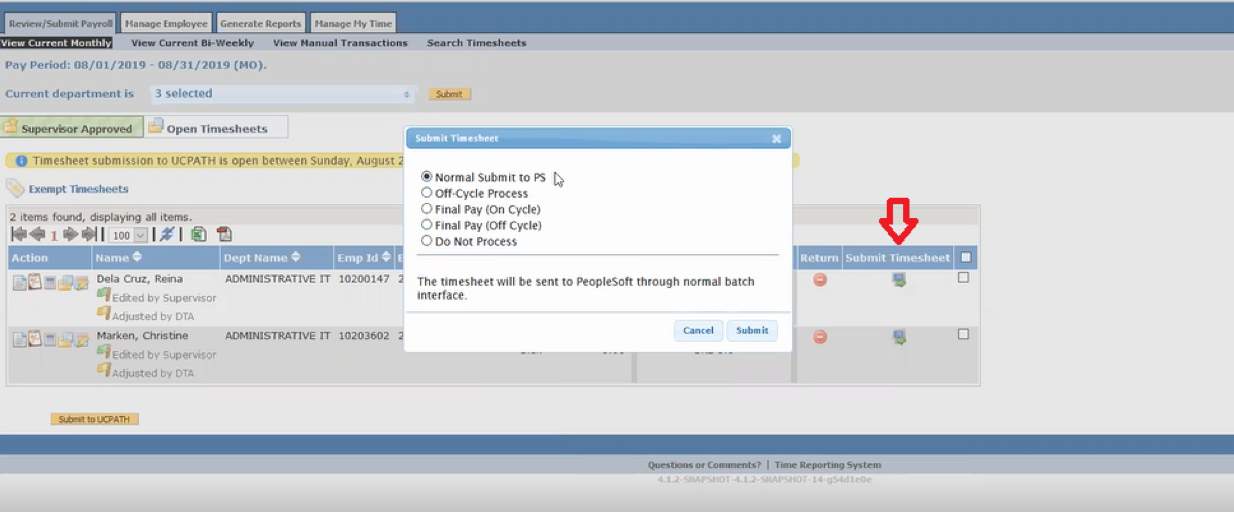 Review/Submit Payroll Manage Employee Generate Reports Manage My Time
View Current Monthly View Current Bi-Weekly View Manual Transactions Search Timesheets
Pay Period: 08/01/2019 - 08/31/2019 (MO).
Current department is 3 selected Submit
Supervisor Approved Open Timesheets
Timesheet submission to UCPATH is open between Sunday, August 2
Exempt Timesheets
2 items found, displaying all items.
1 100
Action Name Dept Name Emp Id E Return Submit Timesheet
Dela Cruz, Reina ADMINISTRATIVE IT 10200147 2
Edited by Supervisor
Adjusted by DTA
Marken, Christine ADMINISTRATIVE IT 10203602 2
Edited by Supervisor
Adjusted by DTA
Submit to UCPATH
Submit Timesheet
Normal Submit to PS
Off-Cycle Process
Final Pay (On Cycle)
Final Pay (Off Cycle)
Do Not Process
The timesheet will be sent to PeopleSoft through normal batch
interface.
Cancel Submit
Questions or Comments? | Time Reporting System
4.1.2-SNAPSHOT-4.1.2-SNAPSHOT-14-g54d1e0e